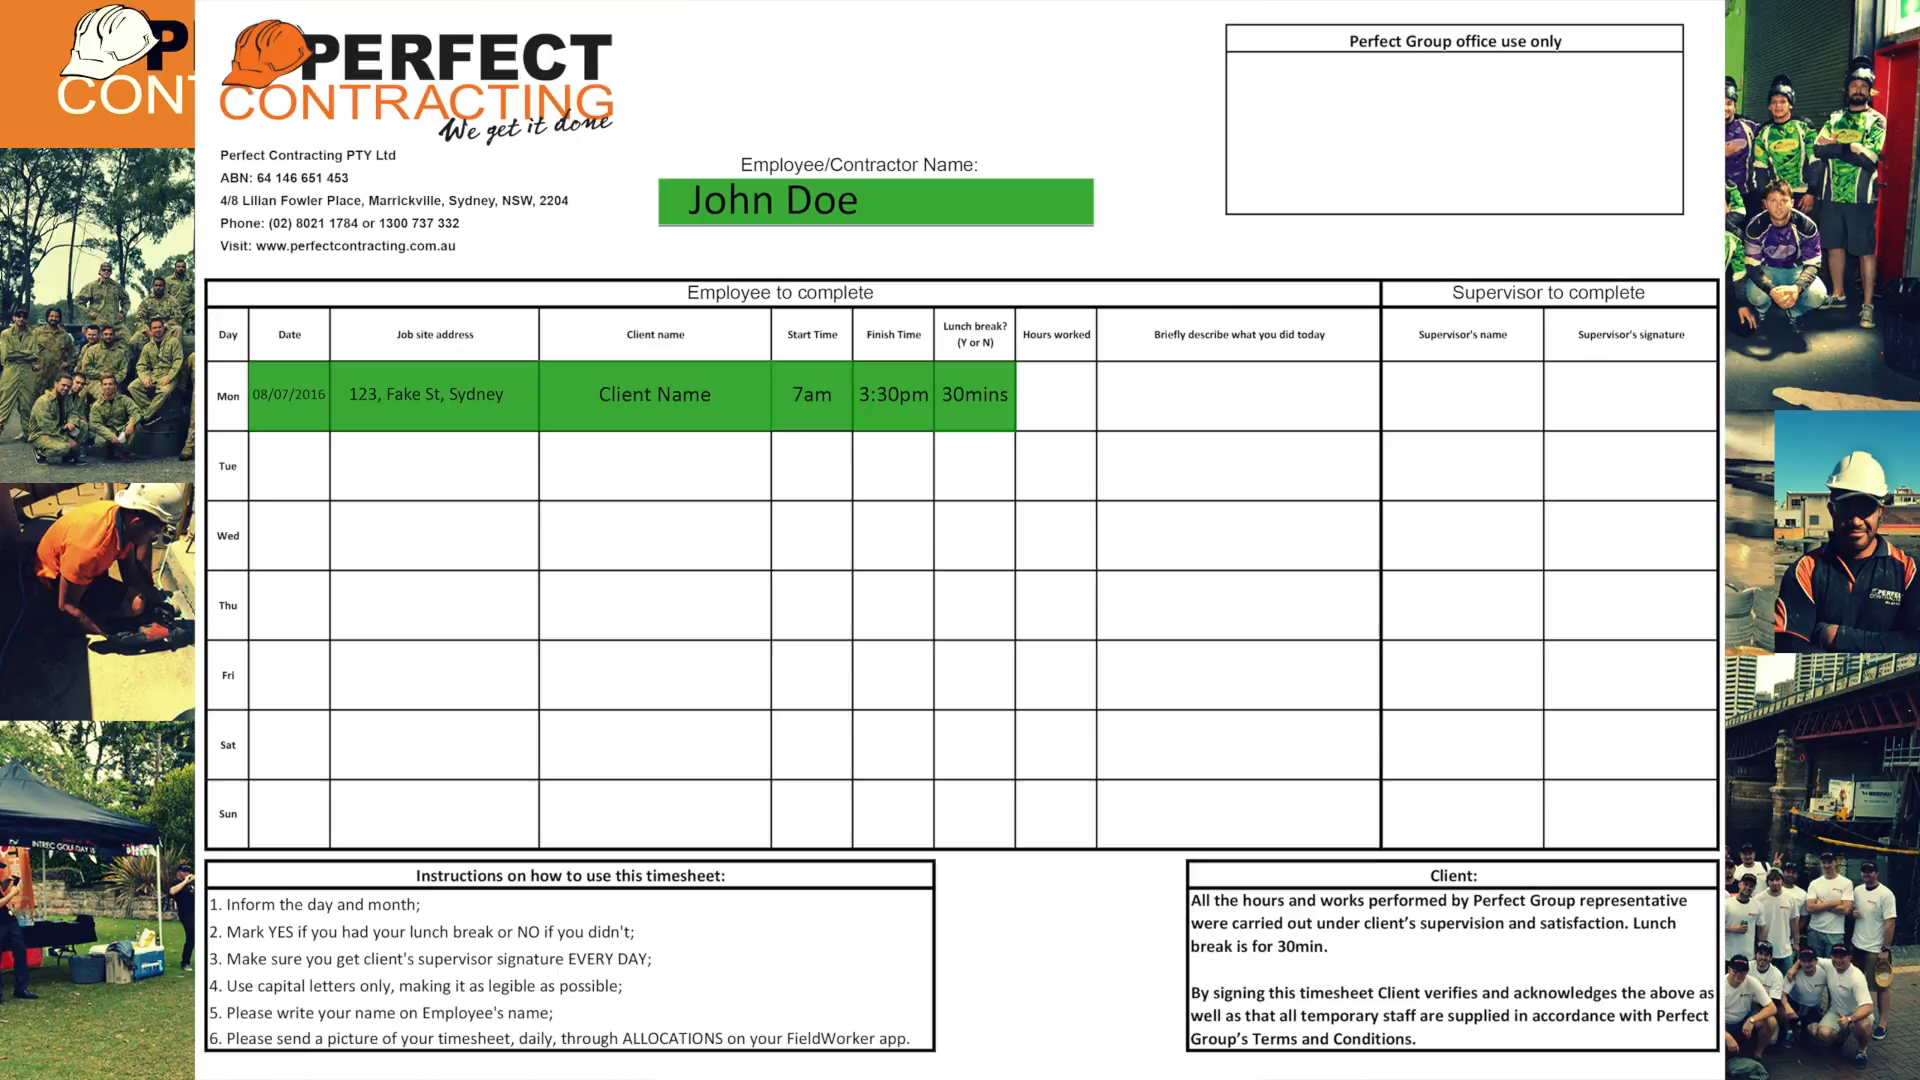 P
CONT
PERFECT
CONTRACTING
We get it done
Perfect Contracting PTY Ltd
ABN: 64 146 651 453
4/8 Lilian Fowler Place, Marrickville, Sydney, NSW, 2204
Phone: (02) 8021 1784 or 1300 737 332
Visit: www.perfectcontracting.com.au
Employee/Contractor Name:
John Doe
Perfect Group office use only
Employee to complete Supervisor to complete
Day Date Job site address Client name Start Time Finish Time Lunch break? (Y or N) Hours worked Briefly describe what you did today Supervisor's name Supervisor's signature
Mon 08/07/2016 123, Fake St, Sydney Client Name 7am 3:30pm 30mins
Tue
Wed
Thu
Fri
Sat
Sun
Instructions on how to use this timesheet:
1. Inform the day and month;
2. Mark YES if you had your lunch break or NO if you didn't;
3. Make sure you get client's supervisor signature EVERY DAY;
4. Use capital letters only, making it as legible as possible;
5. Please write your name on Employee's name;
6. Please send a picture of your timesheet, daily, through ALLOCATIONS on your FieldWorker app.
Client:
All the hours and works performed by Perfect Group representative
were carried out under client’s supervision and satisfaction. Lunch
break is for 30min.
By signing this timesheet Client verifies and acknowledges the above as
well as that all temporary staff are supplied in accordance with Perfect
Group’s Terms and Conditions.
INTREC GOLF DAY
PERFECT